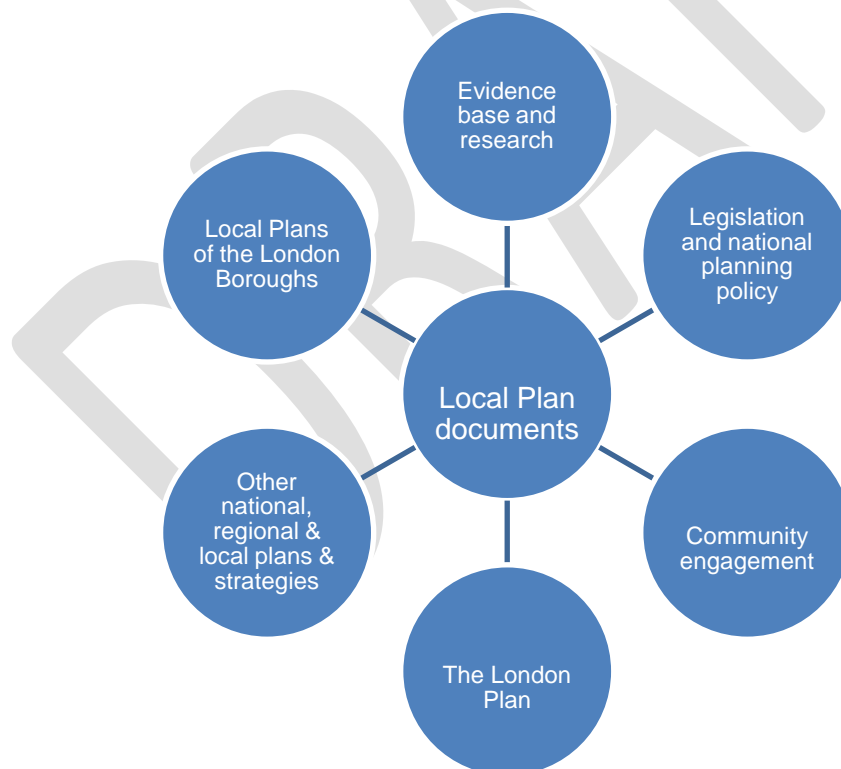 Evidence
base and
research
Legislation
and national
planning
policy
Community
engagement
The London
Plan
Other
national,
regional &
local plans &
strategies
Local Plans
of the London
Boroughs
Local Plan
documents